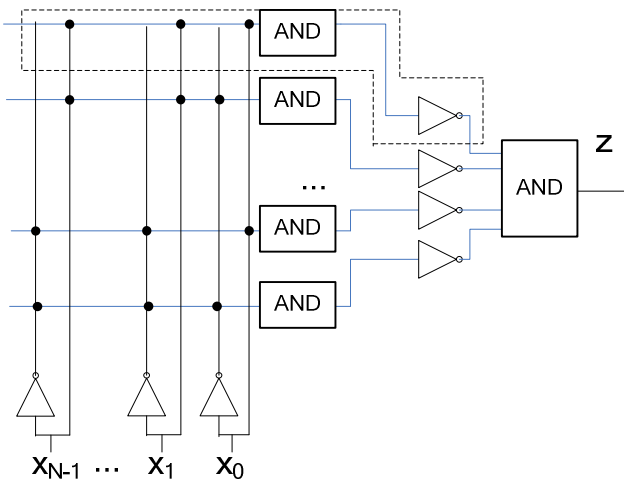 AND
AND
Z
...
AND
AND
AND
X_{N-1} ... X_1 X_0